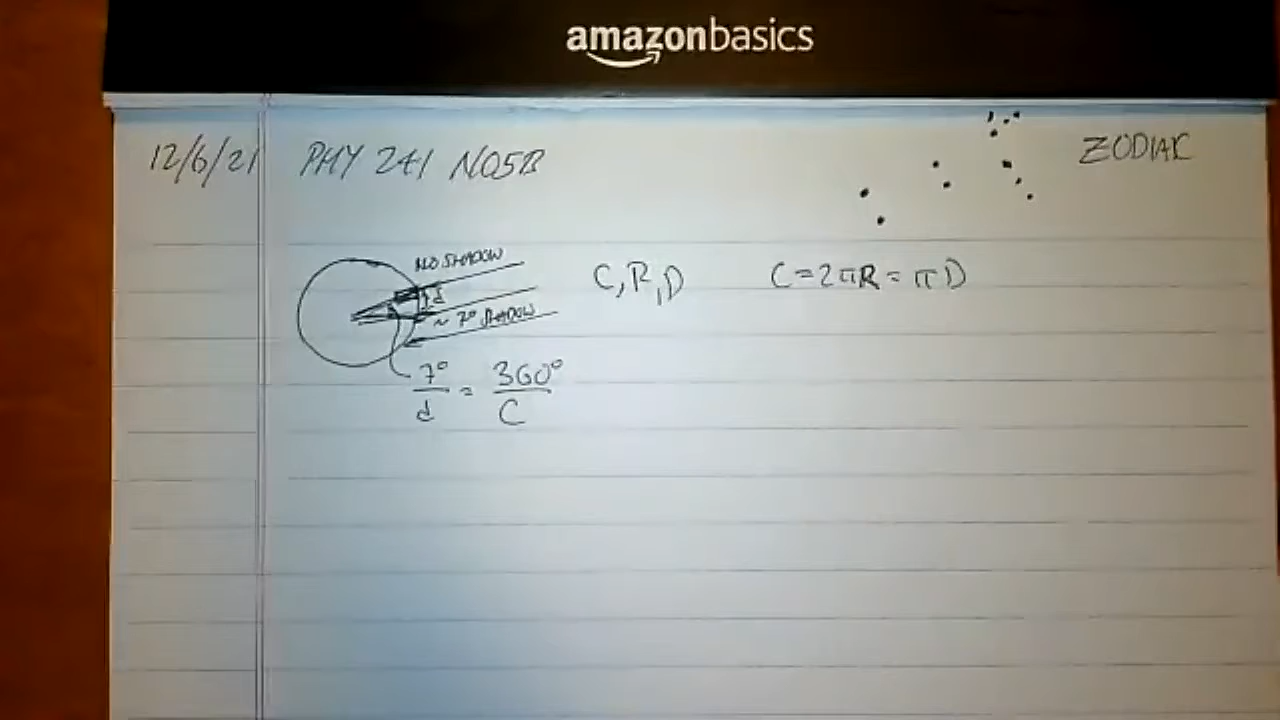 amazonbasics
12/6/21 PHY 241 N05B
ZODIAC
NO SHADOW
d
~ 7° SHADOW
C, R, D
C = 2πR = πD
7°/d = 360°/C